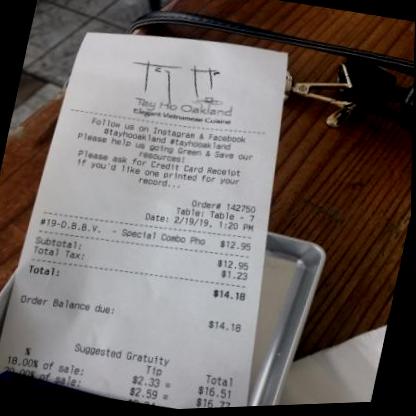 Tay Ho Oakland
Elegant Vietnamese Cuisine
Follow us on Instagram & Facebook
#tayhooakland #tayhooakland
Please help us going Green & Save our
resources!
Please ask for Credit Card Receipt
if you'd like one printed for your
record...
Order# 142750
Table: Table - 7
Date: 2/19/19, 1:20 PM
#19-D.B.B.V. - Special Combo Pho $12.95
Subtotal: $12.95
Total Tax: $1.23
Total: $14.18
Order Balance due: $14.18
Suggested Gratuity
% Tip Total
18.00% of sale: $2.33 = $16.51
20.00% of sale: $2.59 = $16.77